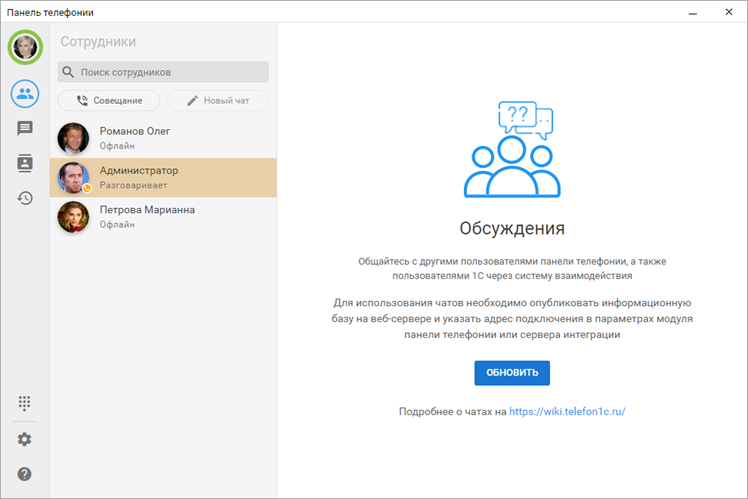 Панель телефонии
Сотрудники
Поиск сотрудников
Совещание
Новый чат
Романов Олег
Офлайн
Администратор
Разговаривает
Петрова Марианна
Офлайн
??
Обсуждения
Общайтесь с другими пользователями панели телефонии, а также
пользователями 1С через систему взаимодействия
Для использования чатов необходимо опубликовать информационную
базу на веб-сервере и указать адрес подключения в параметрах модуля
панели телефонии или сервера интеграции
ОБНОВИТЬ
Подробнее о чатах на https://wiki.telefon1c.ru/